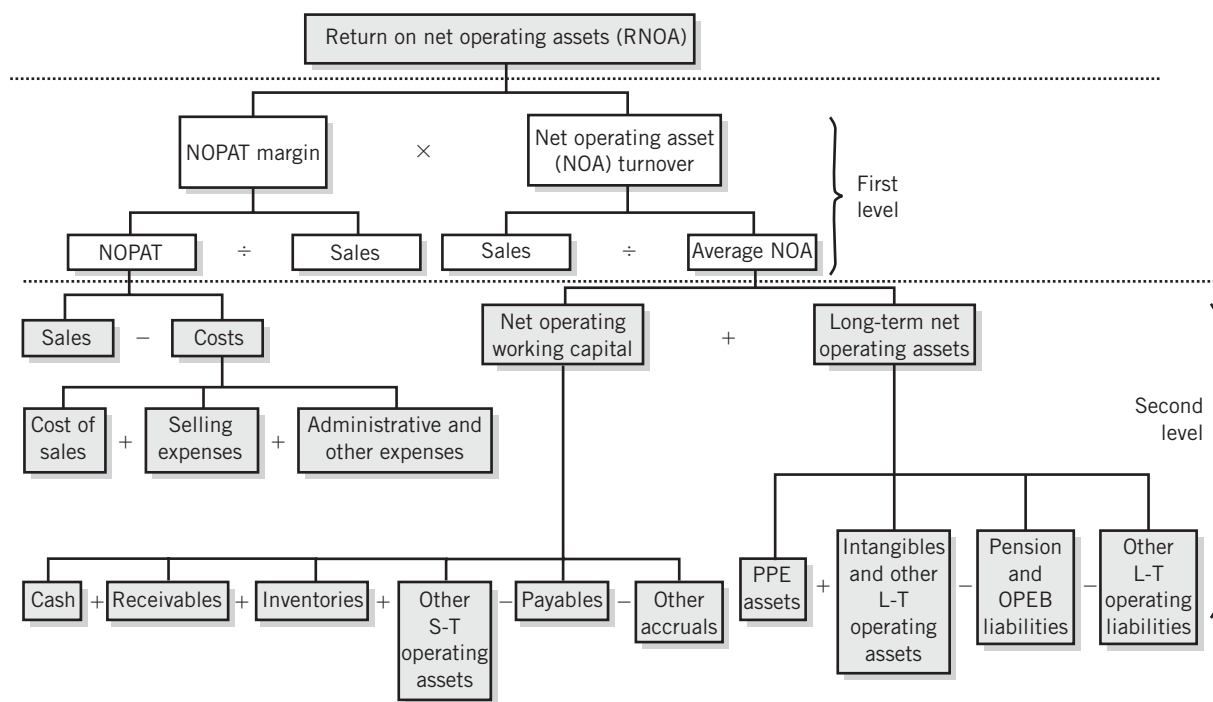 Return on net operating assets (RNOA)
NOPAT margin
×
Net operating asset
(NOA) turnover
First
level
NOPAT
÷
Sales
Sales
÷
Average NOA
Sales
−
Costs
Net operating
working capital
+
Long-term net
operating assets
Second
level
Cost of
sales
+
Selling
expenses
+
Administrative and
other expenses
Cash
+
Receivables
+
Inventories
+
Other
S-T
operating
assets
−
Payables
−
Other
accruals
PPE
assets
+
Intangibles
and other
L-T
operating
assets
−
Pension
and
OPEB
liabilities
−
Other
L-T
operating
liabilities